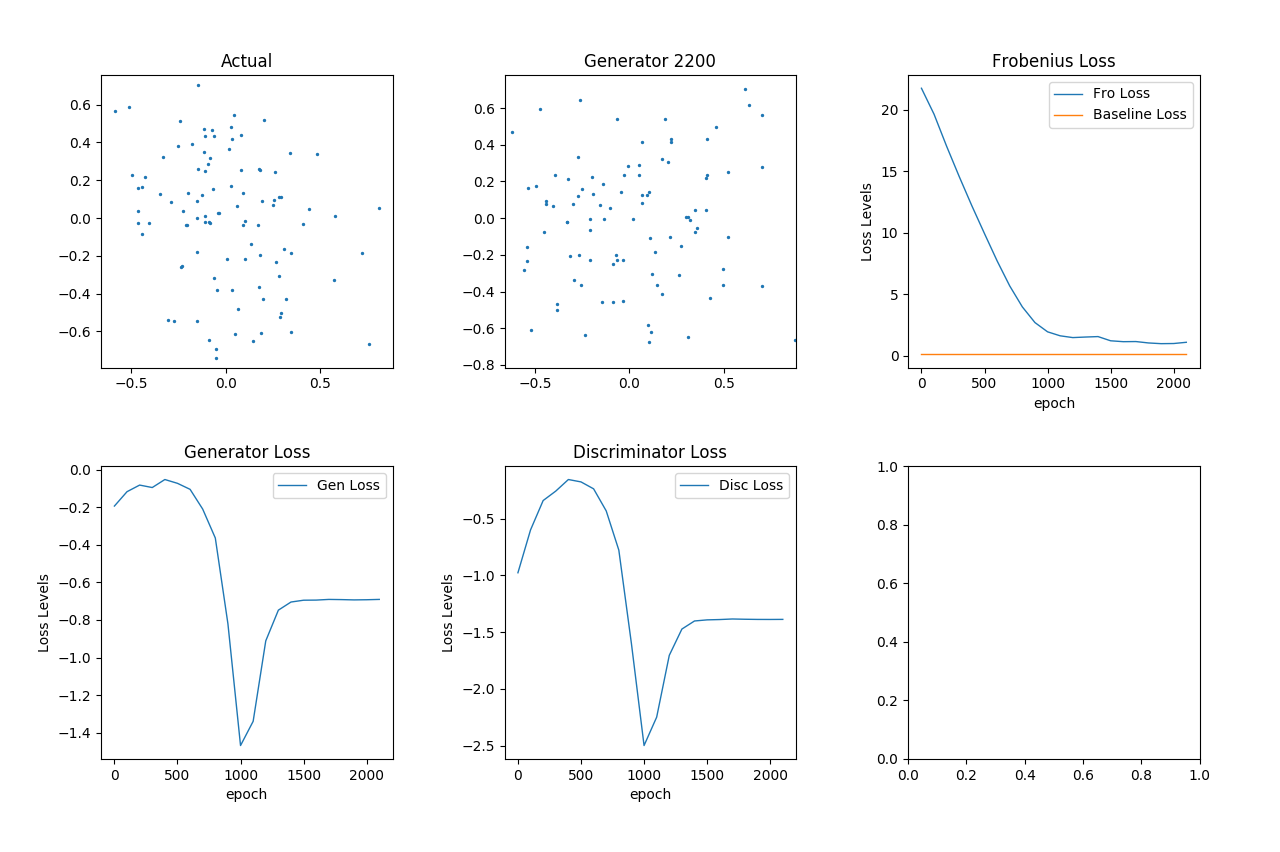 Actual
0.6
0.4
0.2
0.0
−0.2
−0.4
−0.6
−0.5 0.0 0.5
Generator 2200
0.6
0.4
0.2
0.0
−0.2
−0.4
−0.6
−0.8
−0.5 0.0 0.5
Frobenius Loss
Fro Loss
Baseline Loss
Loss Levels
20
15
10
5
0
0 500 1000 1500 2000
epoch
Generator Loss
Gen Loss
Loss Levels
0.0
−0.2
−0.4
−0.6
−0.8
−1.0
−1.2
−1.4
0 500 1000 1500 2000
epoch
Discriminator Loss
Disc Loss
Loss Levels
−0.5
−1.0
−1.5
−2.0
−2.5
0 500 1000 1500 2000
epoch
1.0
0.8
0.6
0.4
0.2
0.0
0.0 0.2 0.4 0.6 0.8 1.0